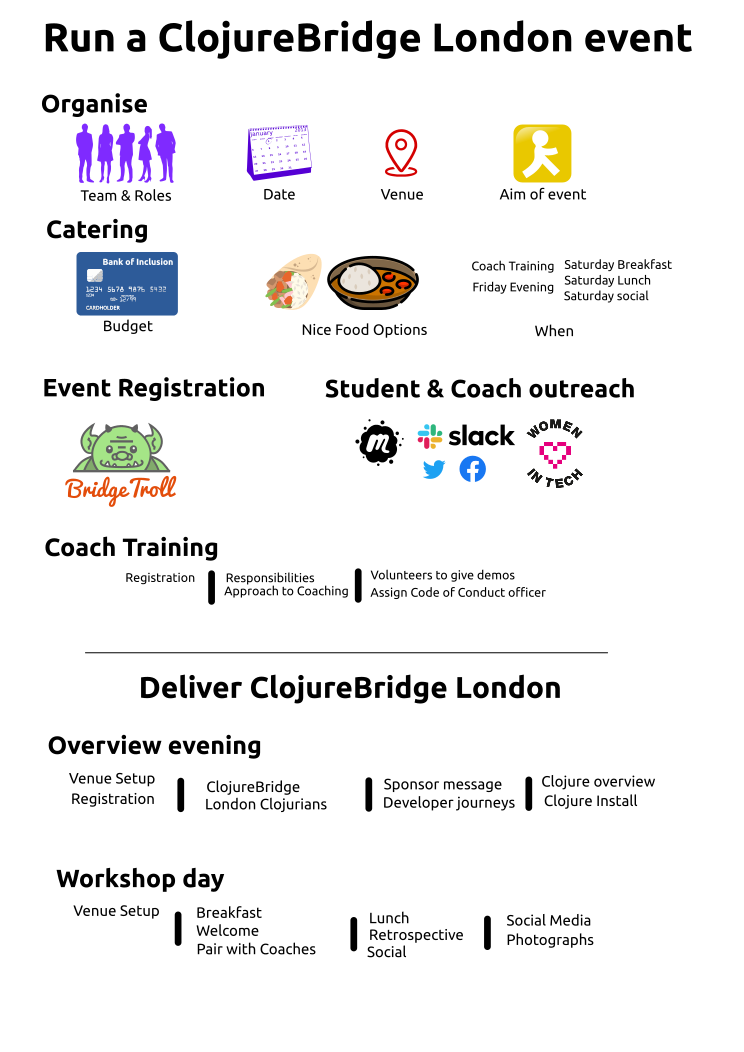 Run a ClojureBridge London event
Organise
january
Team & Roles
Date
Venue
Aim of event
Catering
Bank of Inclusion
1234 5678 9876 5432
CARDHOLDER
Budget
Nice Food Options
Coach Training
Friday Evening
Saturday Breakfast
Saturday Lunch
Saturday social
When
Event Registration
Student & Coach outreach
Bridge Troll
m
slack
WOMEN
IN TECH
Coach Training
Registration
Responsibilities
Approach to Coaching
Volunteers to give demos
Assign Code of Conduct officer
Deliver ClojureBridge London
Overview evening
Venue Setup
Registration
ClojureBridge
London Clojurians
Sponsor message
Developer journeys
Clojure overview
Clojure Install
Workshop day
Venue Setup
Breakfast
Welcome
Pair with Coaches
Lunch
Retrospective
Social
Social Media
Photographs